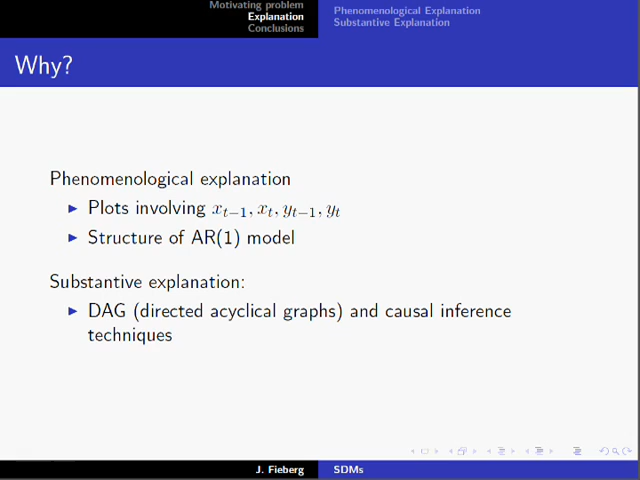 Motivating problem
Explanation
Conclusions
Phenomenological Explanation
Substantive Explanation
Why?
Phenomenological explanation
▶ Plots involving x_{t−1}, x_t, y_{t−1}, y_t
▶ Structure of AR(1) model
Substantive explanation:
▶ DAG (directed acyclical graphs) and causal inference
techniques
J. Fieberg
SDMs